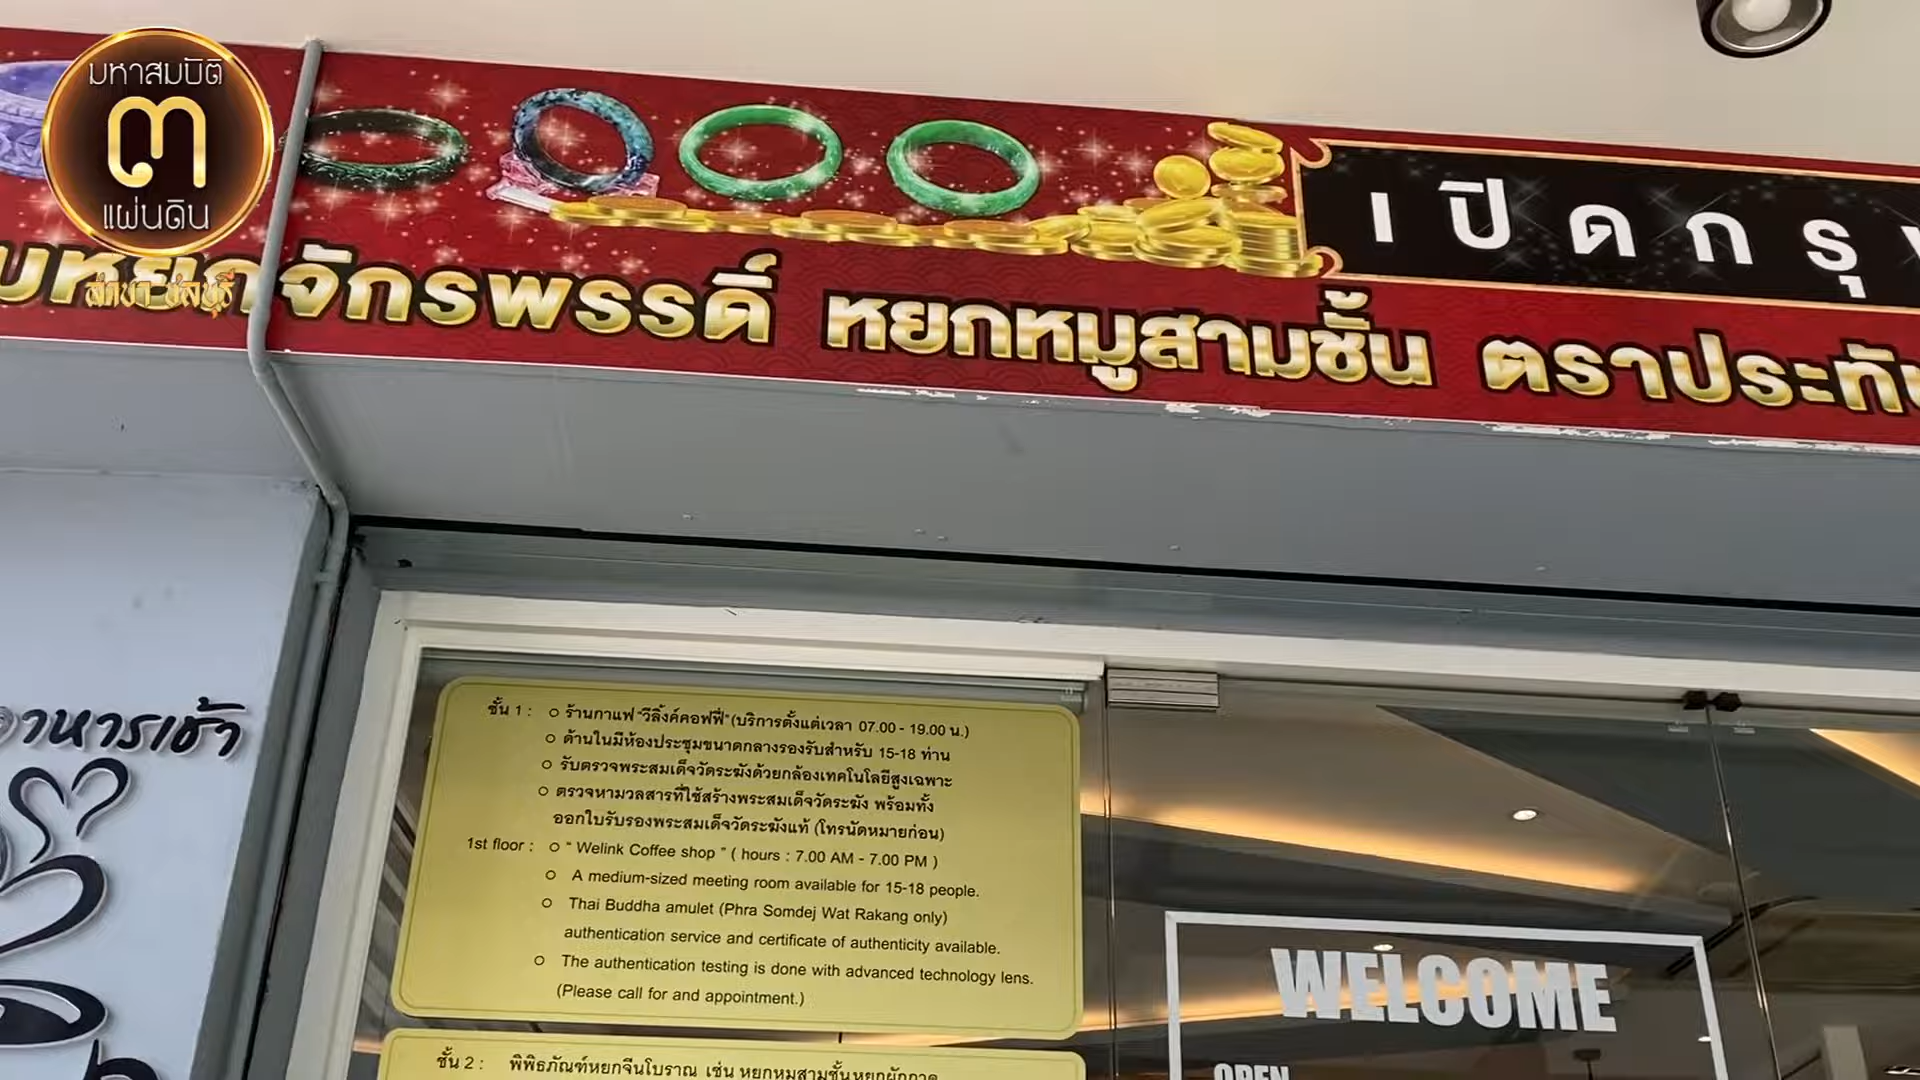 มหาสมบัติ
๓
แผ่นดิน
เปิดกรุ
หยกจักรพรรดิ์ หยกหมูสามชั้น ตราประทับ
อาหารเช้า
ชั้น 1 : ร้านกาแฟ "วีลิ้งค์คอฟฟี่" (บริการตั้งแต่เวลา 07.00 - 19.00 น.)
ด้านในมีห้องประชุมขนาดกลางรองรับสำหรับ 15-18 ท่าน
รับตรวจพระสมเด็จวัดระฆังด้วยกล้องเทคโนโลยีสูงเฉพาะ
ตรวจหามวลสารที่ใช้สร้างพระสมเด็จวัดระฆัง พร้อมทั้ง
ออกใบรับรองพระสมเด็จวัดระฆังแท้ (โทรนัดหมายก่อน)
1st floor : " Welink Coffee shop " ( hours : 7.00 AM - 7.00 PM )
A medium-sized meeting room available for 15-18 people.
Thai Buddha amulet (Phra Somdej Wat Rakang only)
authentication service and certificate of authenticity available.
The authentication testing is done with advanced technology lens.
(Please call for and appointment.)
ชั้น 2 : พิพิธภัณฑ์หยกจีนโบราณ เช่น หยกหมูสามชั้น หยกผักกาด
WELCOME
OPEN